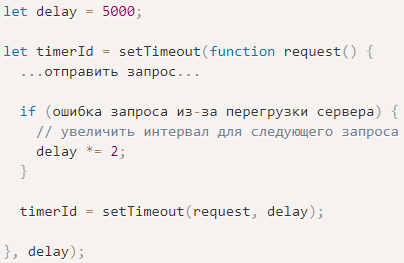 let delay = 5000;
let timerId = setTimeout(function request() {
...отправить запрос...
if (ошибка запроса из-за перегрузки сервера) {
// увеличить интервал для следующего запроса
delay *= 2;
}
timerId = setTimeout(request, delay);
}, delay);